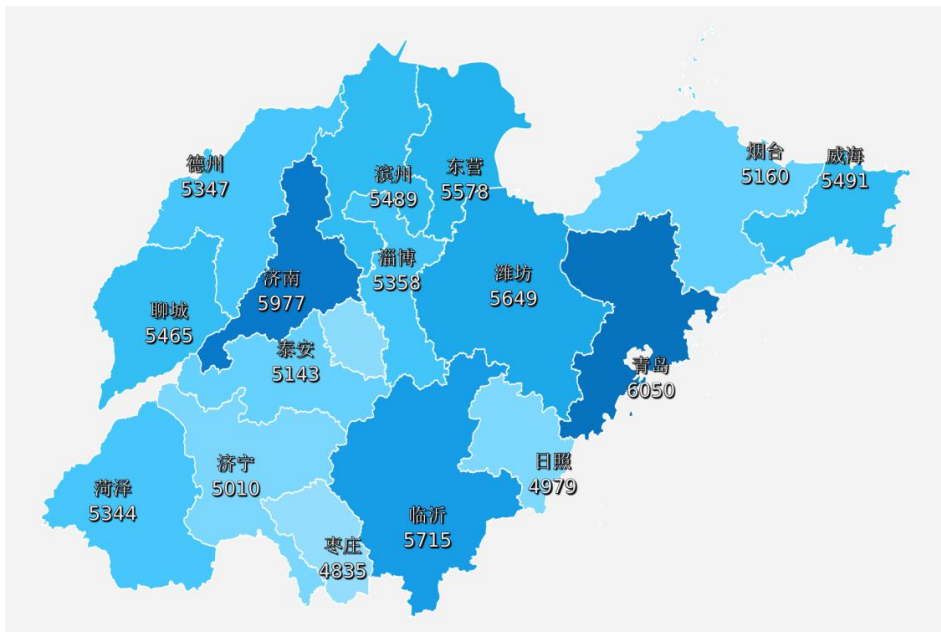 德州
5347
滨州
5489
东营
5578
烟台
5160
威海
5491
济南
5977
淄博
5358
潍坊
5649
聊城
5465
泰安
5143
青岛
6050
济宁
5010
日照
4979
菏泽
5344
临沂
5715
枣庄
4835